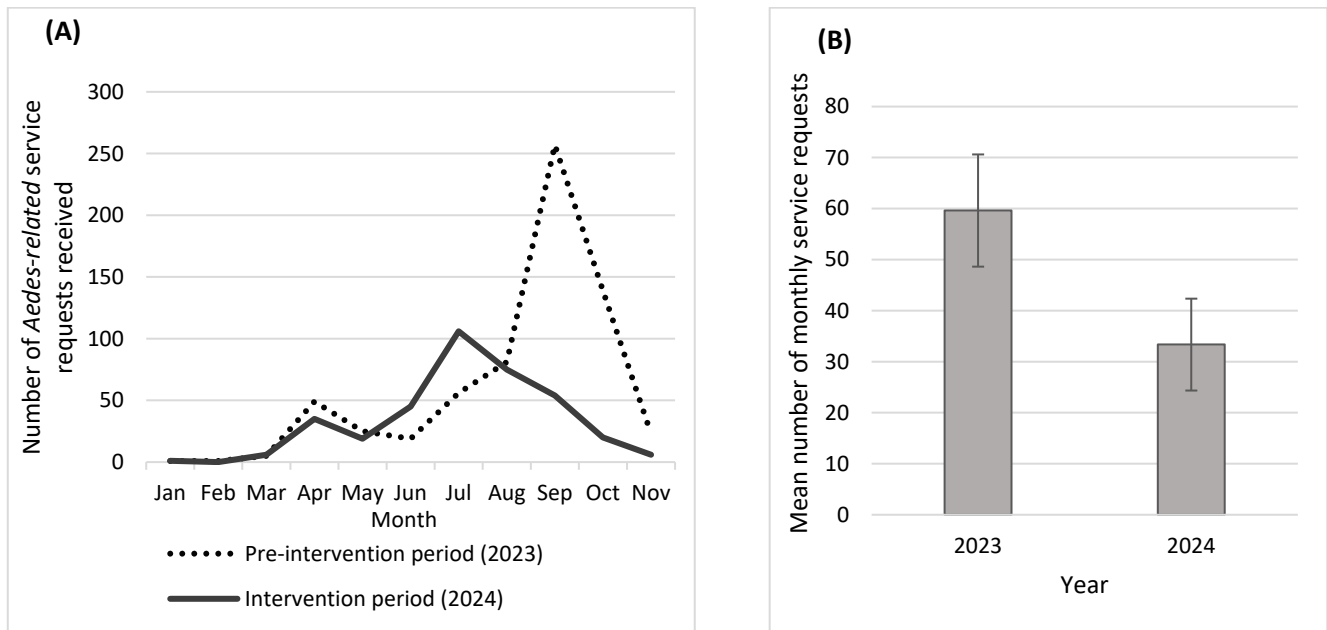 (A)
Number of Aedes-related service
requests received
300
250
200
150
100
50
0
Jan Feb Mar Apr May Jun Jul Aug Sep Oct Nov
Month
Pre-intervention period (2023)
Intervention period (2024)
(B)
Mean number of monthly service requests
80
70
60
50
40
30
20
10
0
2023 2024
Year